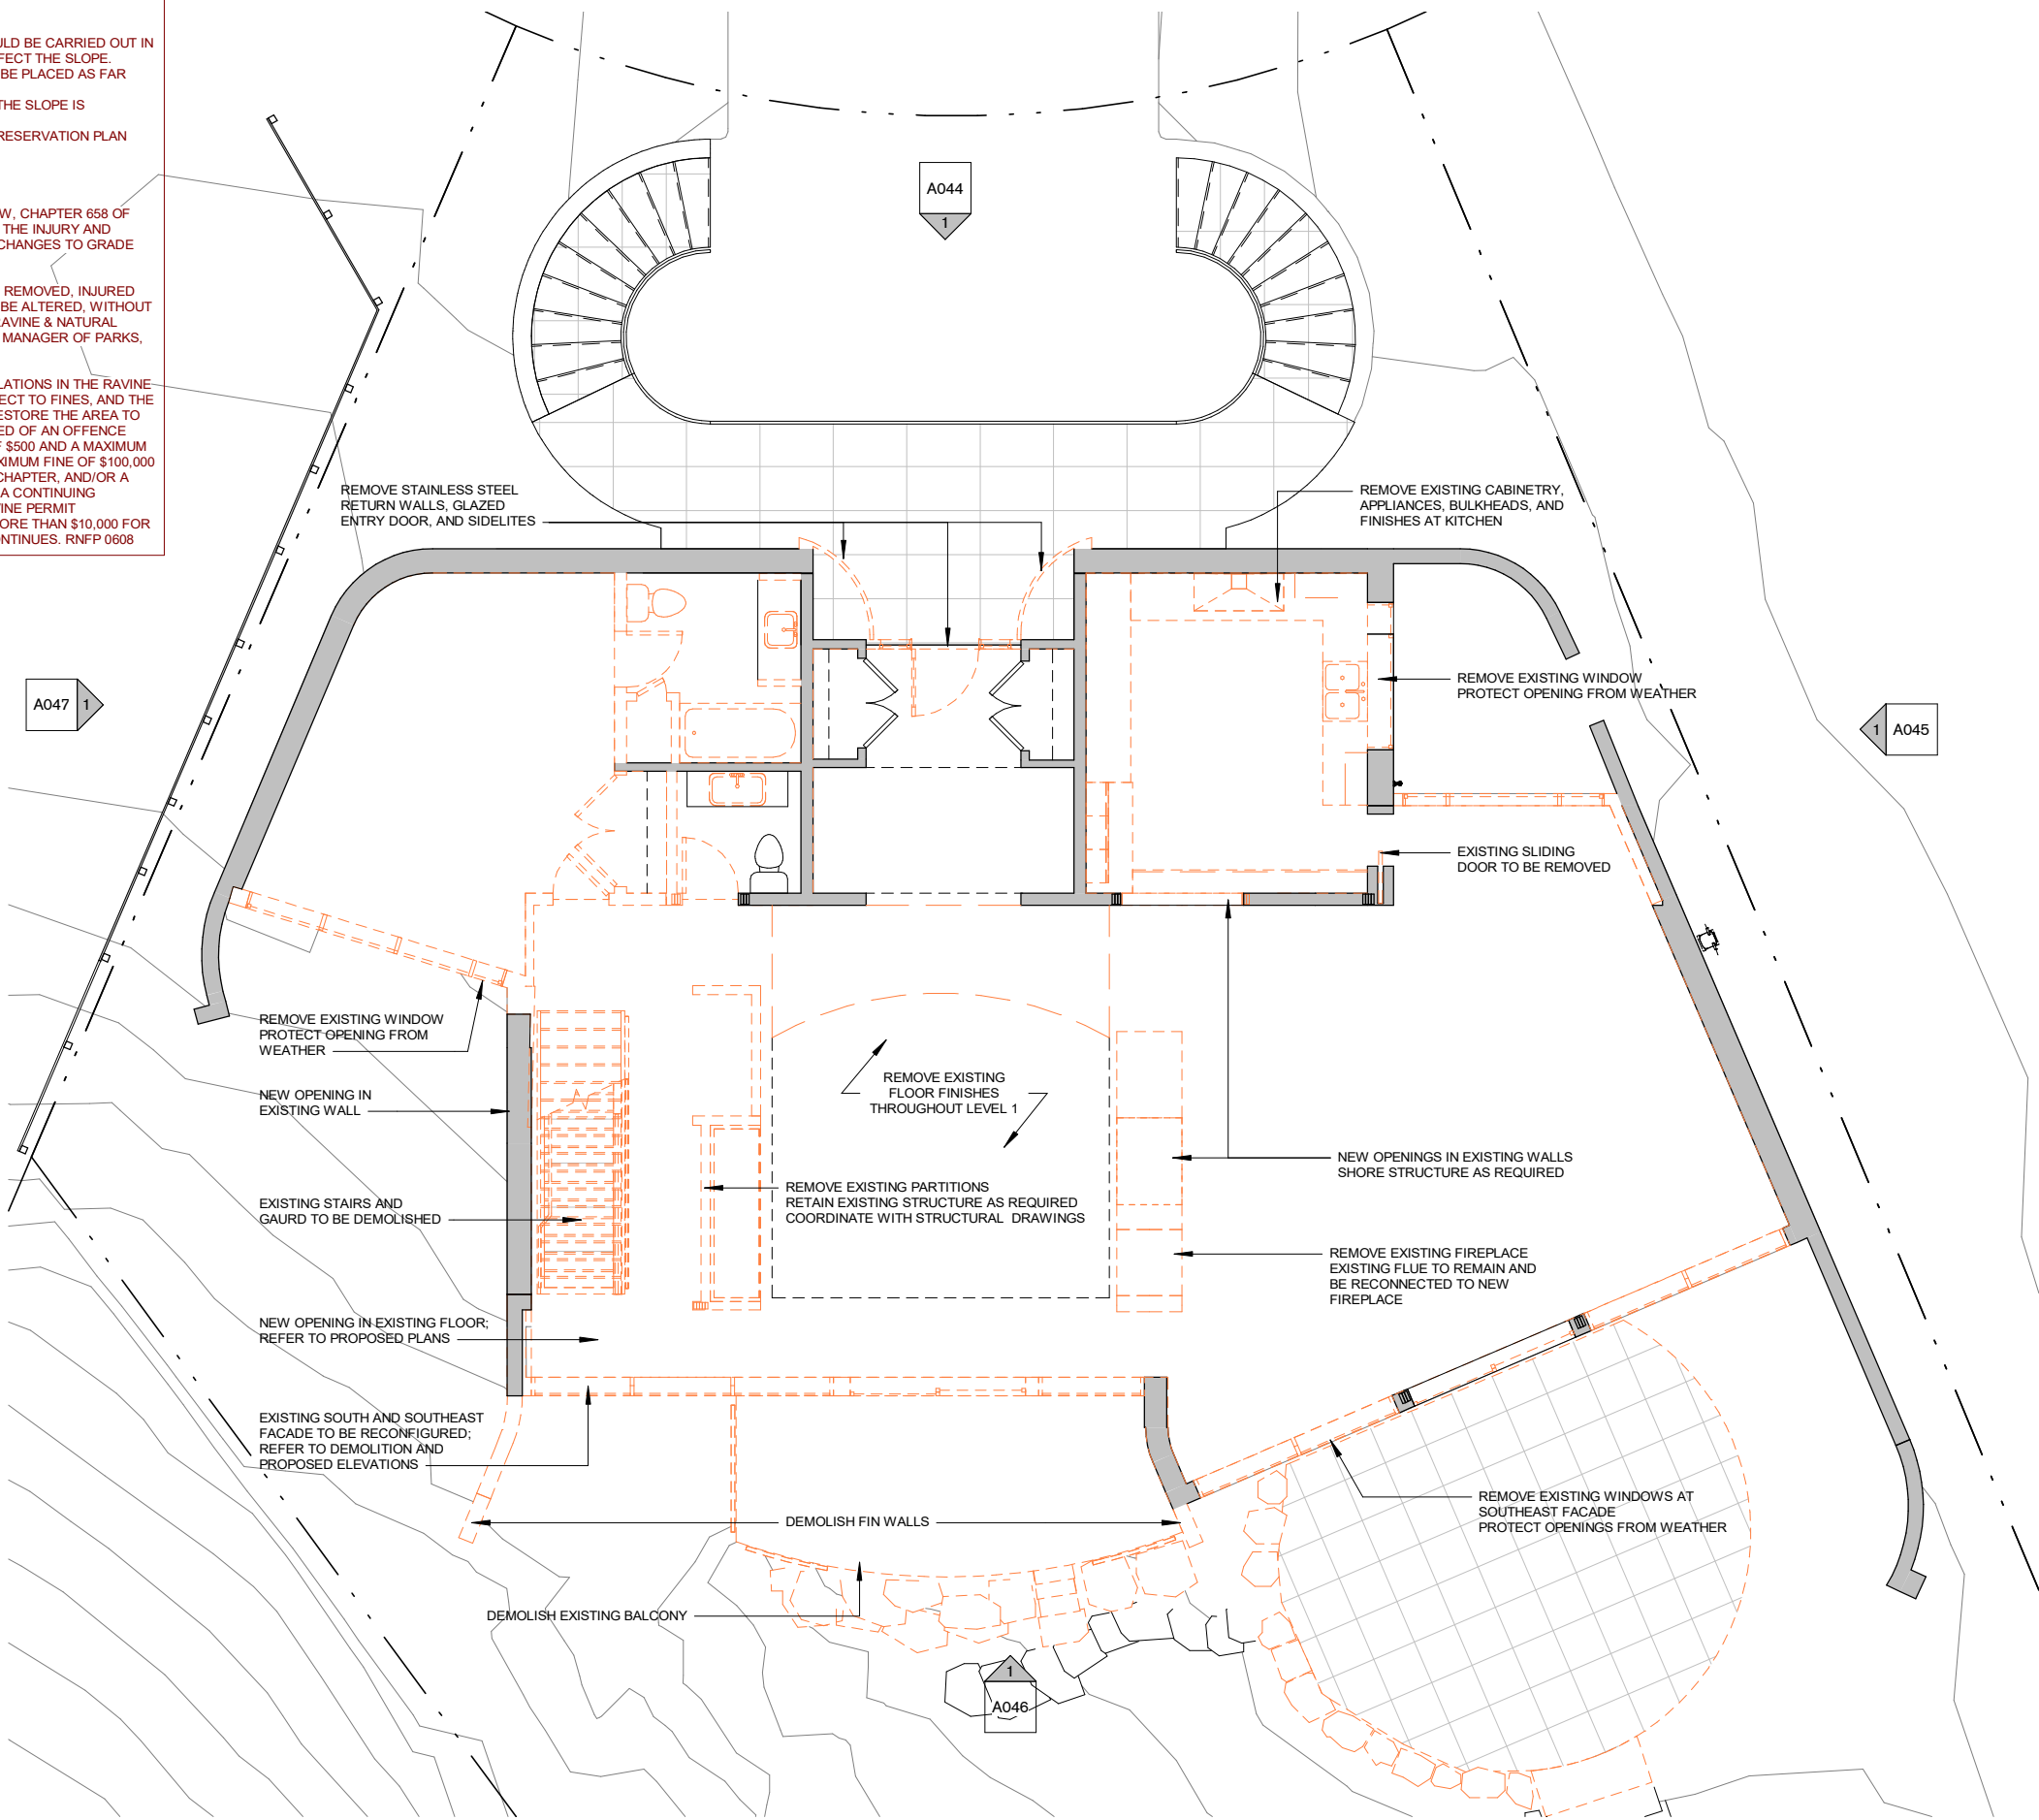 ULD BE CARRIED OUT IN
FECT THE SLOPE.
BE PLACED AS FAR
THE SLOPE IS
RESERVATION PLAN
W, CHAPTER 658 OF
THE INJURY AND
CHANGES TO GRADE
REMOVED, INJURED
BE ALTERED, WITHOUT
RAVINE & NATURAL
MANAGER OF PARKS,
LATIONS IN THE RAVINE
ECT TO FINES, AND THE
ESTORE THE AREA TO
ED OF AN OFFENCE
F $500 AND A MAXIMUM
XIMUM FINE OF $100,000
CHAPTER, AND/OR A
A CONTINUING
VINE PERMIT
ORE THAN $10,000 FOR
ONTINUES. RNFP 0608
A044
1
REMOVE STAINLESS STEEL
RETURN WALLS, GLAZED
ENTRY DOOR, AND SIDELITES
REMOVE EXISTING CABINETRY,
APPLIANCES, BULKHEADS, AND
FINISHES AT KITCHEN
A047 1
REMOVE EXISTING WINDOW
PROTECT OPENING FROM WEATHER
1 A045
EXISTING SLIDING
DOOR TO BE REMOVED
REMOVE EXISTING WINDOW
PROTECT OPENING FROM
WEATHER
NEW OPENING IN
EXISTING WALL
REMOVE EXISTING
FLOOR FINISHES
THROUGHOUT LEVEL 1
NEW OPENINGS IN EXISTING WALLS
SHORE STRUCTURE AS REQUIRED
REMOVE EXISTING PARTITIONS
RETAIN EXISTING STRUCTURE AS REQUIRED
COORDINATE WITH STRUCTURAL DRAWINGS
EXISTING STAIRS AND
GAURD TO BE DEMOLISHED
REMOVE EXISTING FIREPLACE
EXISTING FLUE TO REMAIN AND
BE RECONNECTED TO NEW
FIREPLACE
NEW OPENING IN EXISTING FLOOR;
REFER TO PROPOSED PLANS
EXISTING SOUTH AND SOUTHEAST
FACADE TO BE RECONFIGURED;
REFER TO DEMOLITION AND
PROPOSED ELEVATIONS
REMOVE EXISTING WINDOWS AT
SOUTHEAST FACADE
PROTECT OPENINGS FROM WEATHER
DEMOLISH FIN WALLS
DEMOLISH EXISTING BALCONY
1
A046